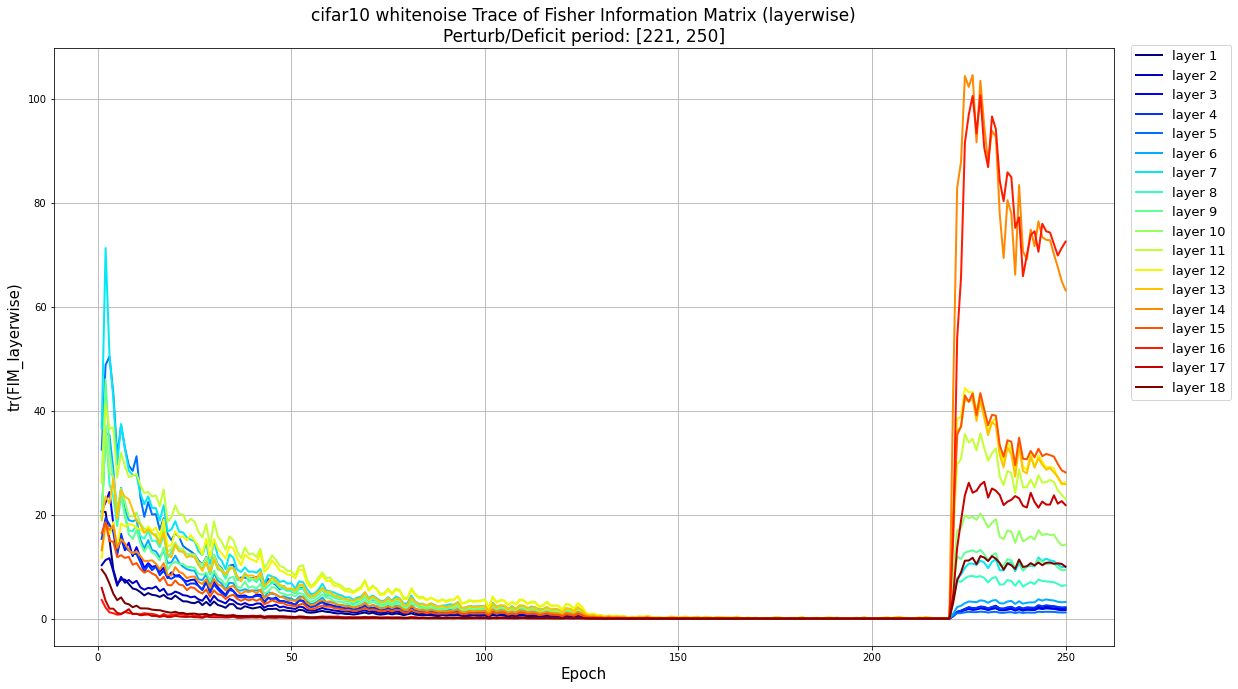 cifar10 whitenoise Trace of Fisher Information Matrix (layerwise)
Perturb/Deficit period: [221, 250]
tr(FIM_layerwise)
100
80
60
40
20
0
0
50
100
150
200
250
Epoch
layer 1
layer 2
layer 3
layer 4
layer 5
layer 6
layer 7
layer 8
layer 9
layer 10
layer 11
layer 12
layer 13
layer 14
layer 15
layer 16
layer 17
layer 18